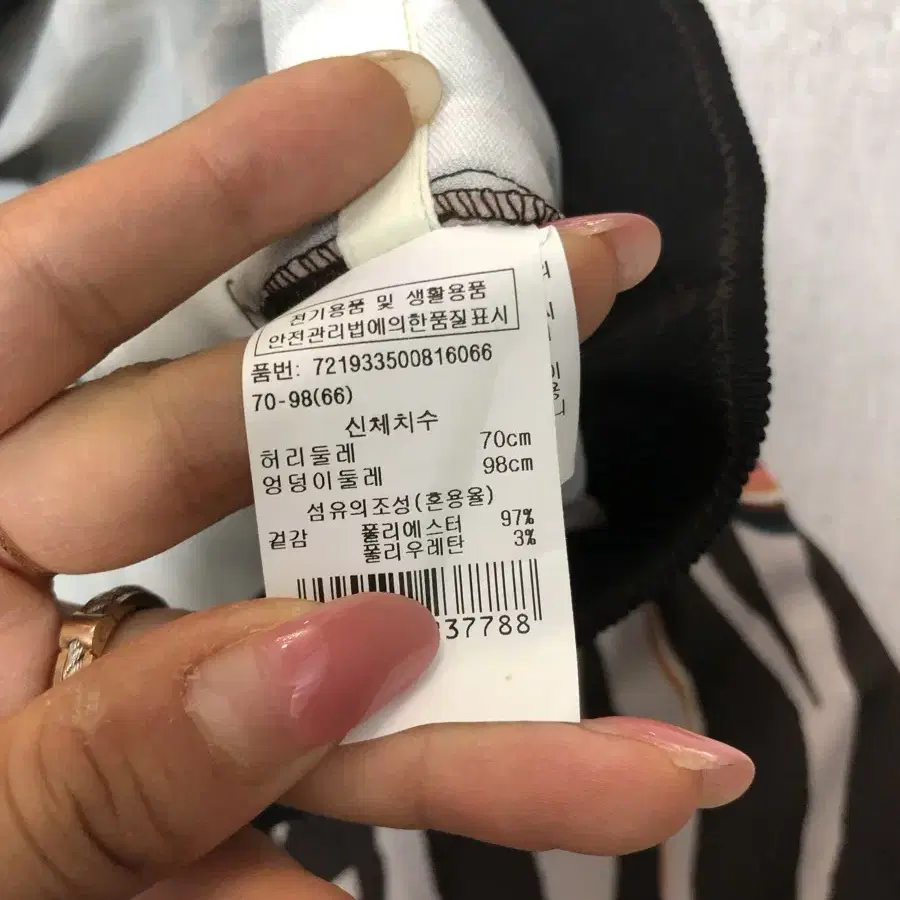 전기용품 및 생활용품
안전관리법에의한품질표시
품번: 721933500816066
70-98(66)
신체치수
허리둘레 70cm
엉덩이둘레 98cm
섬유의조성(혼용율)
겉감 폴리에스터 97%
폴리우레탄 3%
37788